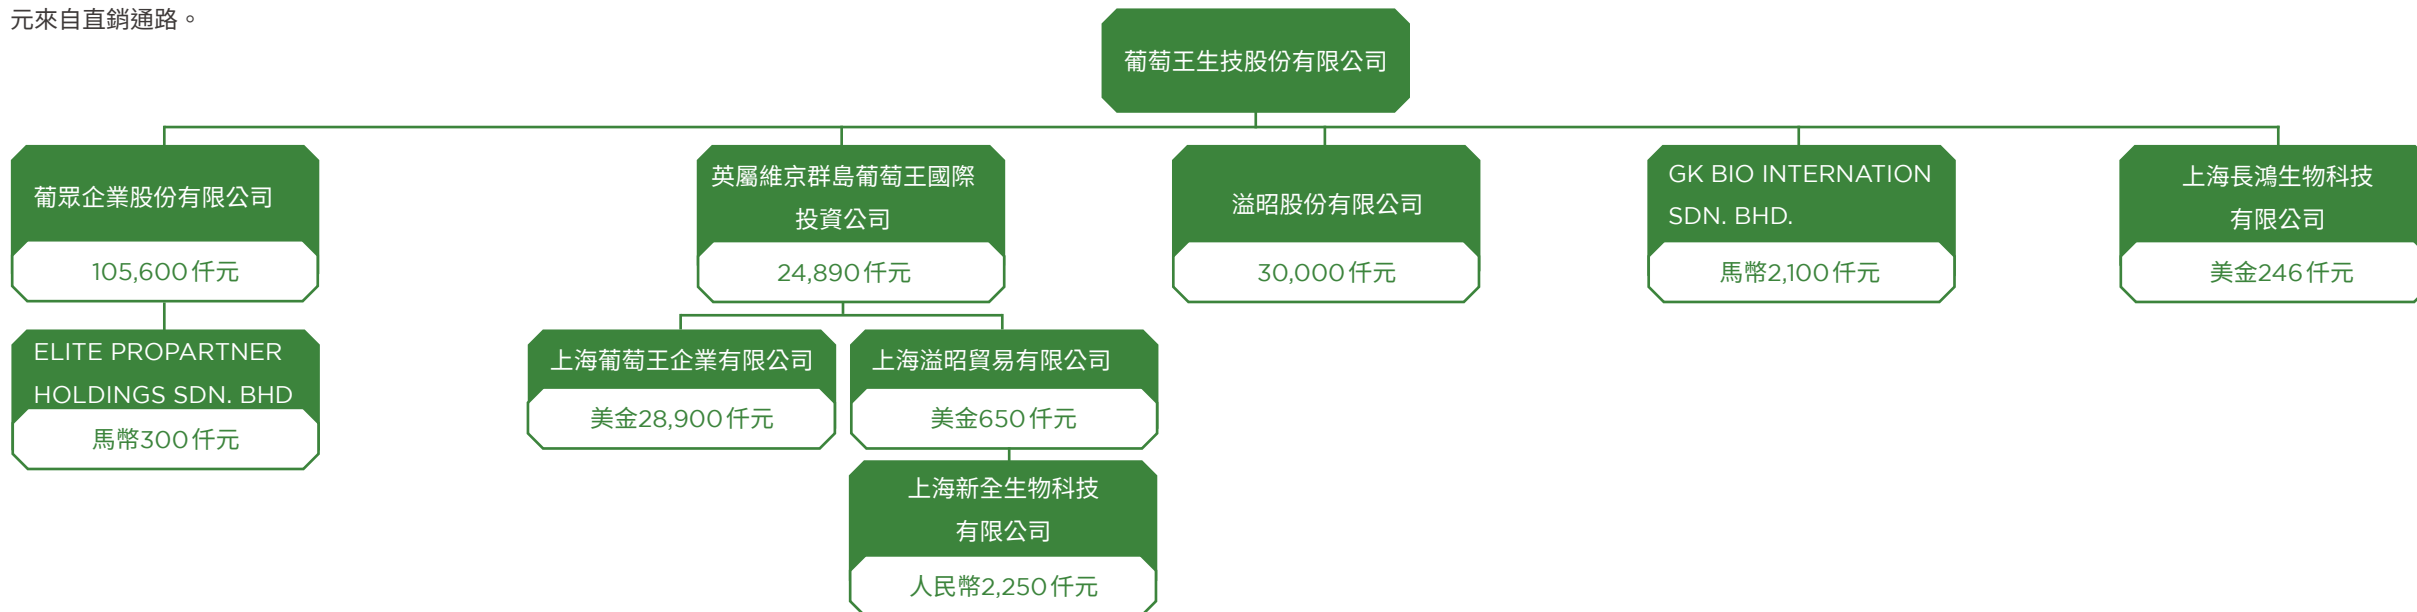 元來自直銷通路。
葡萄王生技股份有限公司
葡眾企業股份有限公司
105,600仟元
英屬維京群島葡萄王國際
投資公司
24,890仟元
溢昭股份有限公司
30,000仟元
GK BIO INTERNATION
SDN. BHD.
馬幣2,100仟元
上海長鴻生物科技
有限公司
美金246仟元
ELITE PROPARTNER
HOLDINGS SDN. BHD
馬幣300仟元
上海葡萄王企業有限公司
美金28,900仟元
上海溢昭貿易有限公司
美金650仟元
上海新全生物科技
有限公司
人民幣2,250仟元